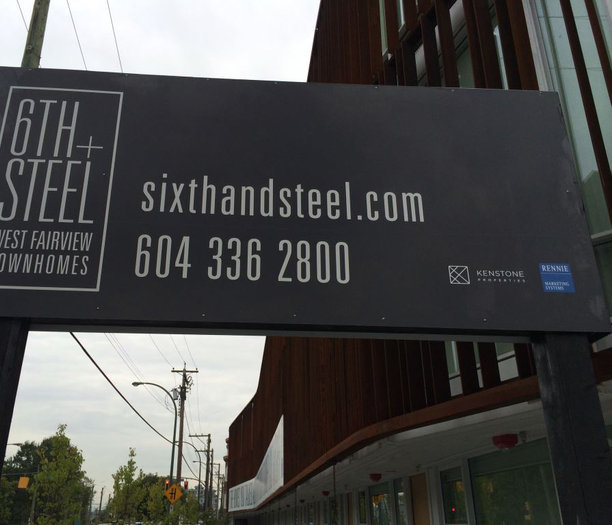 6TH+
STEEL
WEST FAIRVIEW
TOWNHOMES
sixthandsteel.com
604 336 2800
KENSTONE
PROPERTIES
RENNIE
MARKETING
SYSTEMS